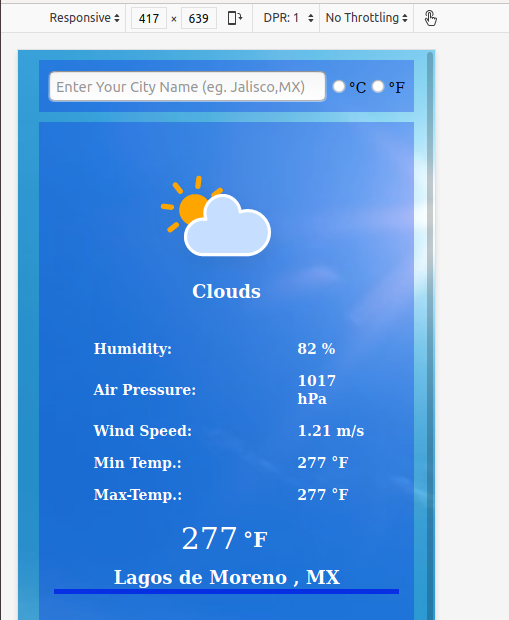 Responsive 417 × 639 DPR: 1 No Throttling
Enter Your City Name (eg. Jalisco,MX) °C °F
Clouds
Humidity: 82 %
Air Pressure: 1017 hPa
Wind Speed: 1.21 m/s
Min Temp.: 277 °F
Max-Temp.: 277 °F
277 °F
Lagos de Moreno , MX